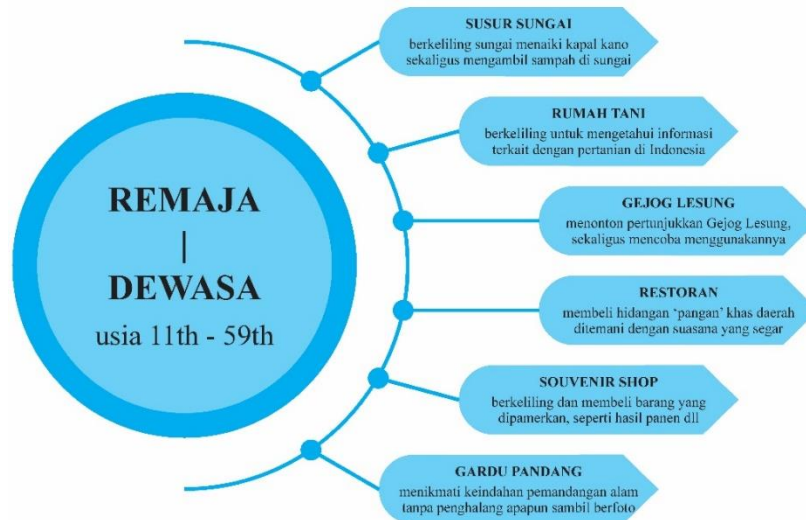 REMAJA
|
DEWASA
usia 11th - 59th
SUSUR SUNGAI
berkeliling sungai menaiki kapal kano
sekaligus mengambil sampah di sungai
RUMAH TANI
berkeliling untuk mengetahui informasi
terkait dengan pertanian di Indonesia
GEJOG LESUNG
menonton pertunjukkan Gejog Lesung,
sekaligus mencoba menggunakannya
RESTORAN
membeli hidangan ‘pangan’ khas daerah
ditemani dengan suasana yang segar
SOUVENIR SHOP
berkeliling dan membeli barang yang
dipamerkan, seperti hasil panen dll
GARDU PANDANG
menikmati keindahan pemandangan alam
tanpa penghalang apapun sambil berfoto